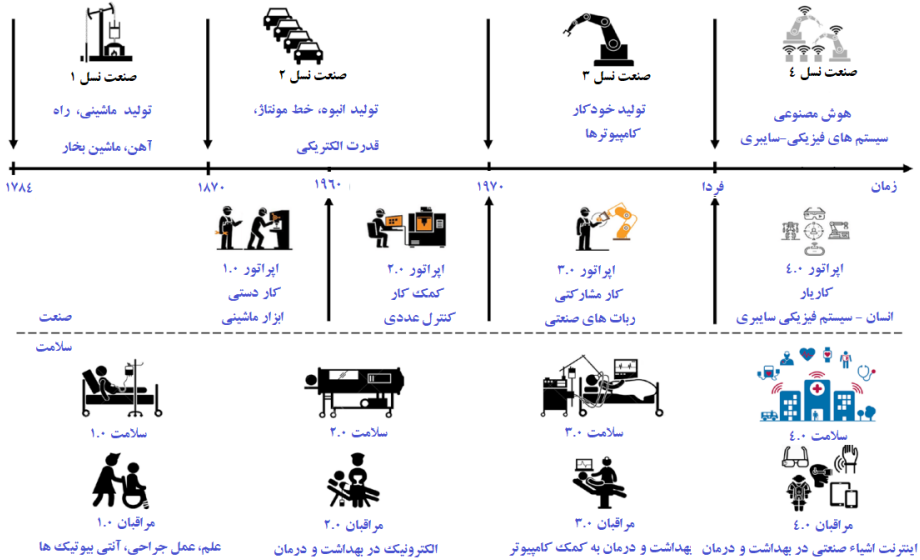 صنعت نسل ۱
تولید ماشینی، راه
آهن، ماشین بخار
صنعت نسل ۲
تولید انبوه، خط مونتاژ،
قدرت الکتریکی
صنعت نسل ۳
تولید خودکار
کامپیوترها
صنعت نسل ٤
هوش مصنوعی
سیستم های فیزیکی-سایبری
۱۷۸٤
۱۸۷۰
۱۹۶۰
۱۹۷۰
فردا
زمان
اپراتور ۱.۰
کار دستی
ابزار ماشینی
اپراتور ۲.۰
کمک کار
کنترل عددی
اپراتور ۳.۰
کار مشارکتی
ربات های صنعتی
اپراتور ٤.۰
کاریار
انسان - سیستم فیزیکی سایبری
صنعت
سلامت
سلامت ۱.۰
سلامت ۲.۰
سلامت ۳.۰
سلامت ٤.۰
مراقبان ۱.۰
علم، عمل جراحی، آنتی بیوتیک ها
مراقبان ۲.۰
الکترونیک در بهداشت و درمان
مراقبان ۳.۰
بهداشت و درمان به کمک کامپیوتر
مراقبان ٤.۰
اینترنت اشیاء صنعتی در بهداشت و درمان